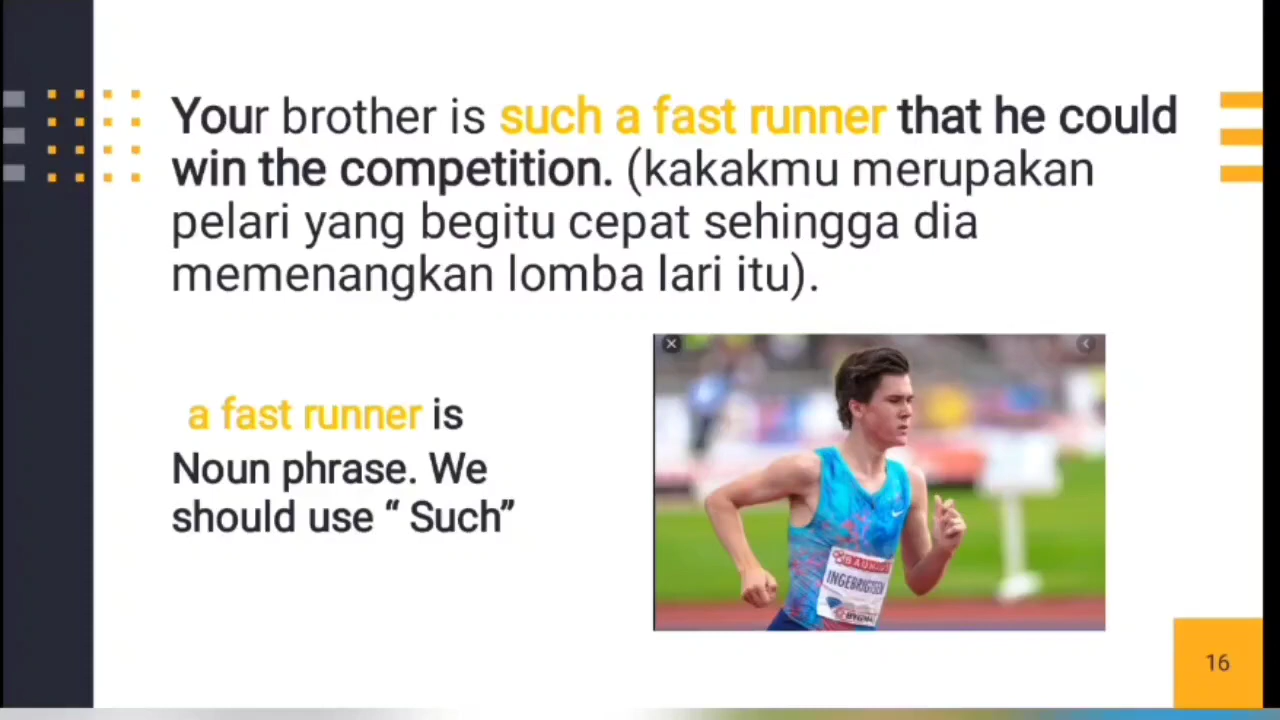 Your brother is such a fast runner that he could
win the competition. (kakakmu merupakan
pelari yang begitu cepat sehingga dia
memenangkan lomba lari itu).
a fast runner is
Noun phrase. We
should use “ Such”
BAUHAUS
16